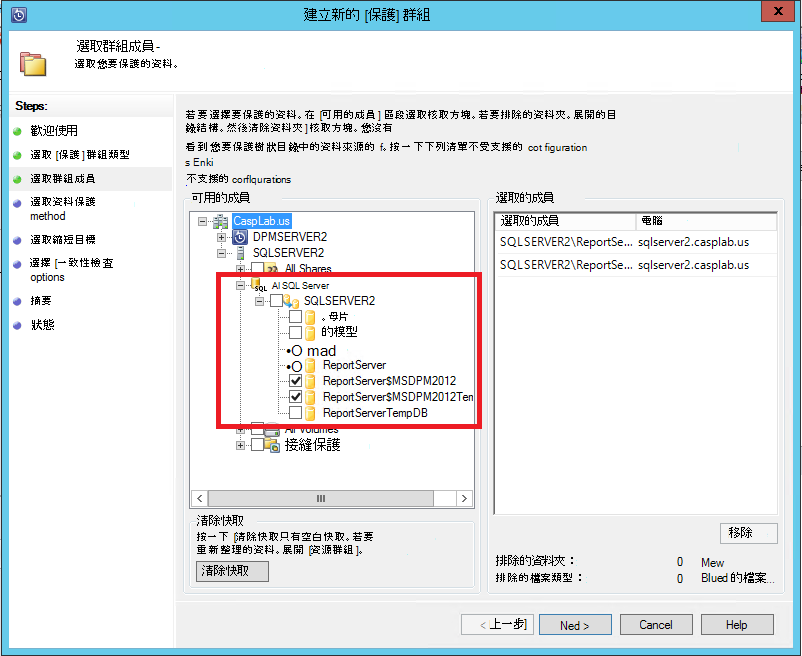 建立新的 [保護] 群組
x
選取群組成員 -
選取您要保護的資料。
Steps:
歡迎使用
選取 [保護] 群組類型
選取群組成員
選取資料保護
method
選取縮短目標
選擇 [一致性檢查
options
摘要
狀態
若要選擇要保護的資料。在 [可用的成員] 區段選取核取方塊。若要排除的資料夾。展開的目
錄結構。然後清除資料夾] 核取方塊。您沒有
看到您要保護樹狀目錄中的資料來源的 f。按一下下列清單不受支援的 cot figuration
s Enki
不支援的 corflqurations
可用的成員
CaspLab.us
DPMSERVER2
SQLSERVER2
All Shares
AI SQL Server
SQLSERVER2
。母片
的模型
•O mad
•O ReportServer
ReportServer$MSDPM2012
ReportServer$MSDPM2012Tem
ReportServerTempDB
All Volumes
接縫保護
清除快取
按一下 [清除快取只有空白快取。若要
重新整理的資料。展開 [資源群組]。
清除快取
選取的成員
選取的成員 電腦
SQLSERVER2\ReportSe... sqlserver2.casplab.us
SQLSERVER2\ReportSe... sqlserver2.casplab.us
移除
排除的資料夾： 0 Mew
排除的檔案類型： 0 Blued 的檔案...
< 上一步]
Ned >
Cancel
Help